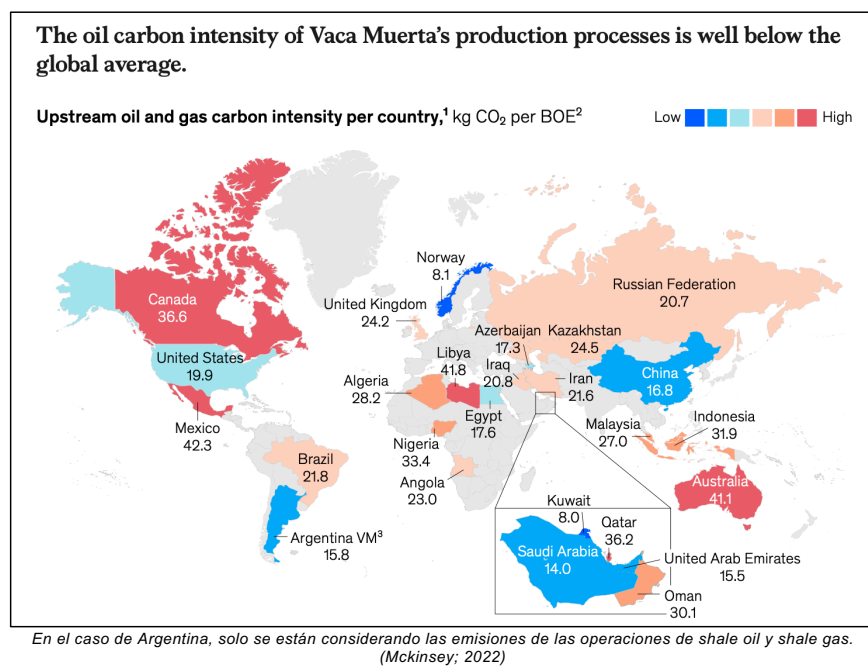 The oil carbon intensity of Vaca Muerta's production processes is well below the
global average.
Upstream oil and gas carbon intensity per country,¹ kg CO₂ per BOE²
Low
High
Norway
8.1
Russian Federation
20.7
Canada
36.6
United Kingdom
24.2
Azerbaijan
17.3
Kazakhstan
24.5
United States
19.9
Libya
41.8
Iraq
20.8
China
16.8
Algeria
28.2
Iran
21.6
Egypt
17.6
Mexico
42.3
Malaysia
27.0
Indonesia
31.9
Nigeria
33.4
Brazil
21.8
Angola
23.0
Australia
41.1
Argentina VM³
15.8
Kuwait
8.0
Qatar
36.2
Saudi Arabia
14.0
United Arab Emirates
15.5
Oman
30.1
En el caso de Argentina, solo se están considerando las emisiones de las operaciones de shale oil y shale gas.
(Mckinsey; 2022)